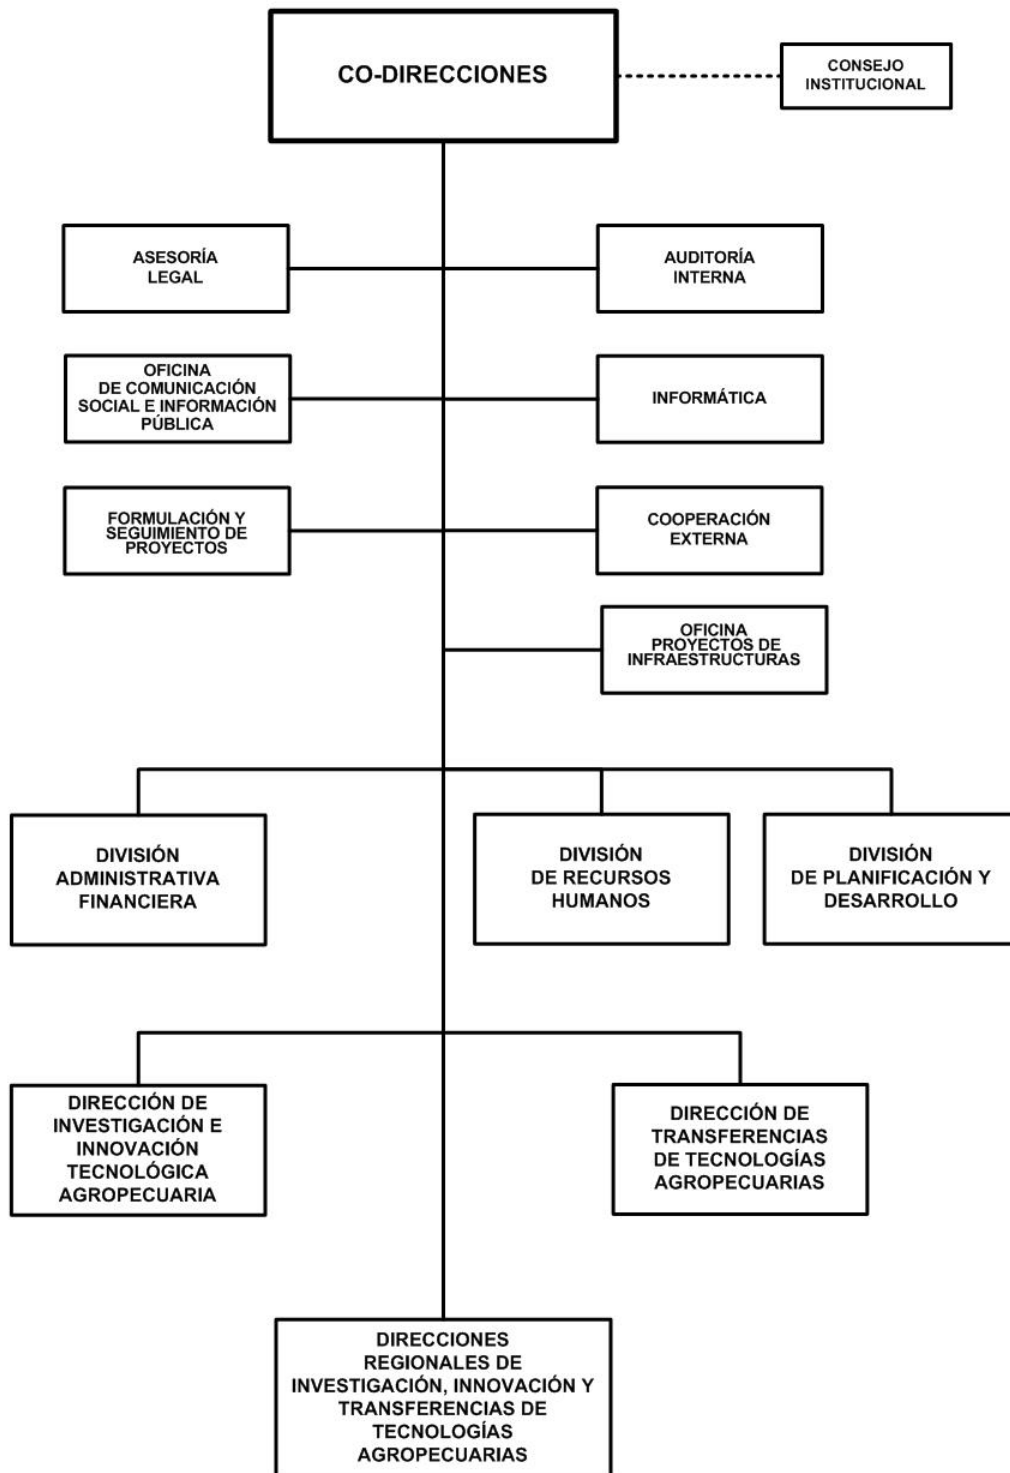 CO-DIRECCIONES
CONSEJO
INSTITUCIONAL
ASESORÍA
LEGAL
AUDITORÍA
INTERNA
OFICINA
DE COMUNICACIÓN
SOCIAL E INFORMACIÓN
PÚBLICA
INFORMÁTICA
FORMULACIÓN Y
SEGUIMIENTO DE
PROYECTOS
COOPERACIÓN
EXTERNA
OFICINA
PROYECTOS DE
INFRAESTRUCTURAS
DIVISIÓN
ADMINISTRATIVA
FINANCIERA
DIVISIÓN
DE RECURSOS
HUMANOS
DIVISIÓN
DE PLANIFICACIÓN Y
DESARROLLO
DIRECCIÓN DE
INVESTIGACIÓN E
INNOVACIÓN
TECNOLÓGICA
AGROPECUARIA
DIRECCIÓN DE
TRANSFERENCIAS
DE TECNOLOGÍAS
AGROPECUARIAS
DIRECCIONES
REGIONALES DE
INVESTIGACIÓN, INNOVACIÓN Y
TRANSFERENCIAS DE
TECNOLOGÍAS
AGROPECUARIAS